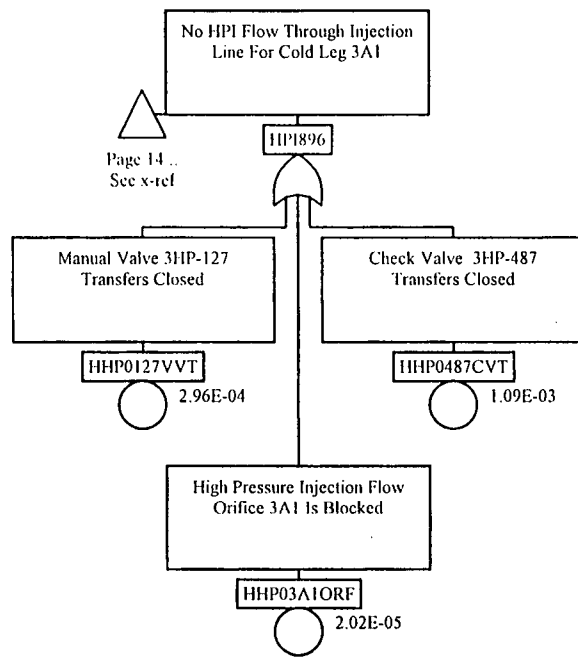 No HPI Flow Through Injection
Line For Cold Leg 3A1
HPI896
Page 14 ..
See x-ref
Manual Valve 3HP-127
Transfers Closed
Check Valve 3HP-487
Transfers Closed
HHP0127VVT
2.96E-04
HHP0487CVT
1.09E-03
High Pressure Injection Flow
Orifice 3A1 Is Blocked
HHP03A1ORF
2.02E-05